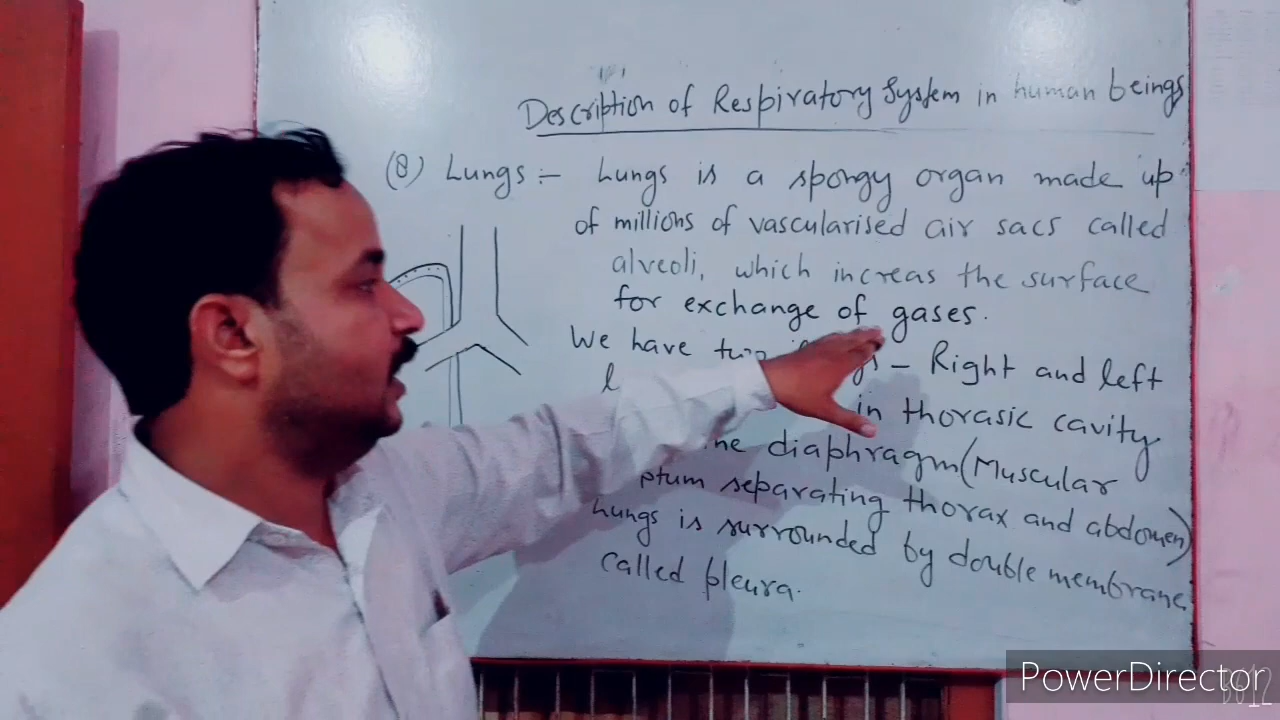 Description of Respiratory System in human beings
(8) Lungs :- Lungs is a spongy organ made up
of millions of vascularised air sacs called
alveoli, which increas the surface
for exchange of gases.
We have two - Right and left
in thorasic cavity
diaphragm (Muscular
separating thorax and abdomen)
Lungs is surrounded by double membrane
called pleura.
PowerDirector